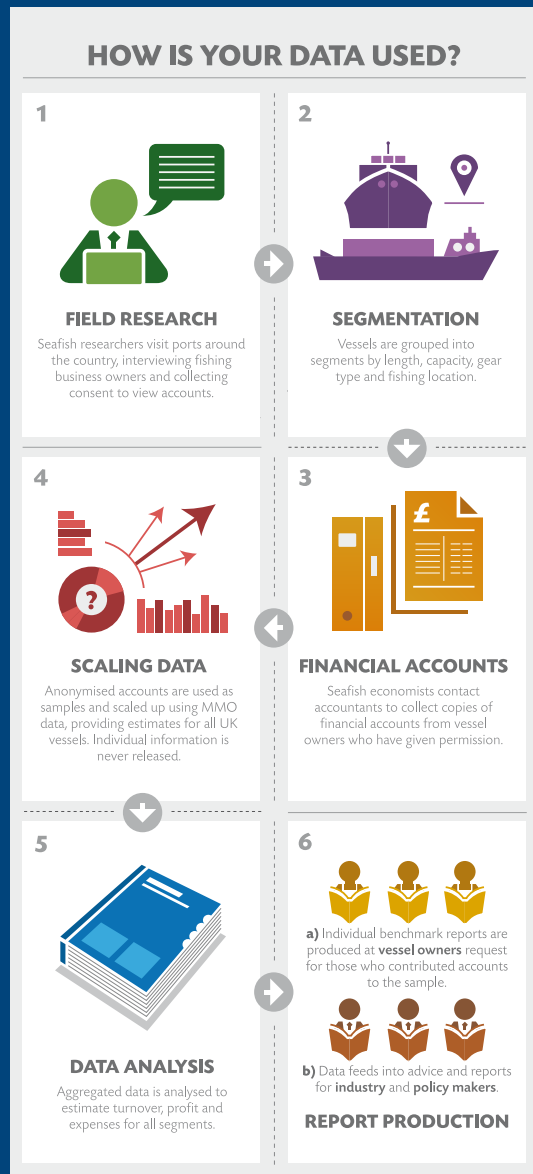 HOW IS YOUR DATA USED?
1
FIELD RESEARCH
Seafish researchers visit ports around
the country, interviewing fishing
business owners and collecting
consent to view accounts.
2
SEGMENTATION
Vessels are grouped into
segments by length, capacity, gear
type and fishing location.
3
£
FINANCIAL ACCOUNTS
Seafish economists contact
accountants to collect copies of
financial accounts from vessel
owners who have given permission.
4
?
SCALING DATA
Anonymised accounts are used as
samples and scaled up using MMO
data, providing estimates for all UK
vessels. Individual information is
never released.
5
DATA ANALYSIS
Aggregated data is analysed to
estimate turnover, profit and
expenses for all segments.
6
a) Individual benchmark reports are
produced at vessel owners request
for those who contributed accounts
to the sample.
b) Data feeds into advice and reports
for industry and policy makers.
REPORT PRODUCTION